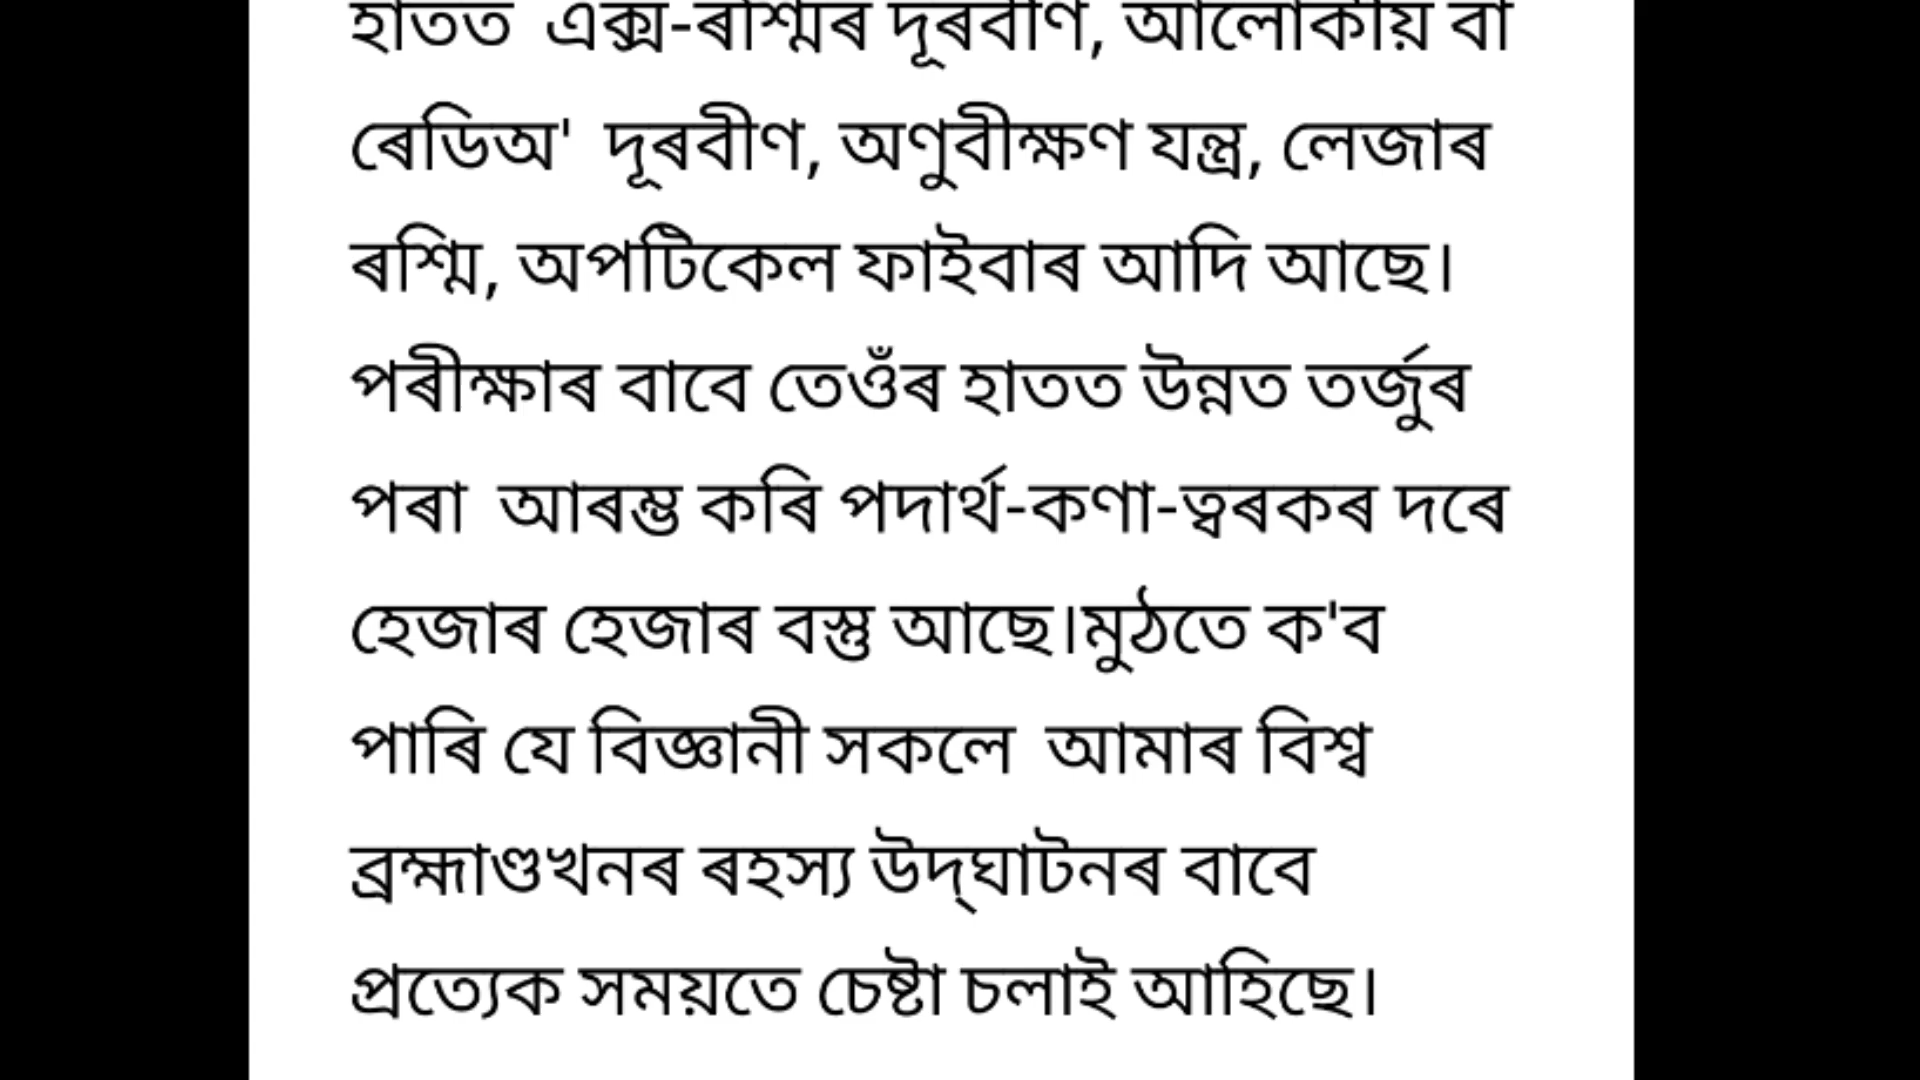 হাতত এক্স-ৰশ্মিৰ দূৰবীণ, আলোকীয় বা
ৰেডিঅ' দূৰবীণ, অণুবীক্ষণ যন্ত্ৰ, লেজাৰ
ৰশ্মি, অপটিকেল ফাইবাৰ আদি আছে।
পৰীক্ষাৰ বাবে তেওঁৰ হাতত উন্নত তৰ্জুৰ
পৰা আৰম্ভ কৰি পদাৰ্থ-কণা-ত্বৰকৰ দৰে
হেজাৰ হেজাৰ বস্তু আছে।মুঠতে ক'ব
পাৰি যে বিজ্ঞানী সকলে আমাৰ বিশ্ব
ব্ৰহ্মাণ্ডখনৰ ৰহস্য উদ্‌ঘাটনৰ বাবে
প্ৰত্যেক সময়তে চেষ্টা চলাই আহিছে।